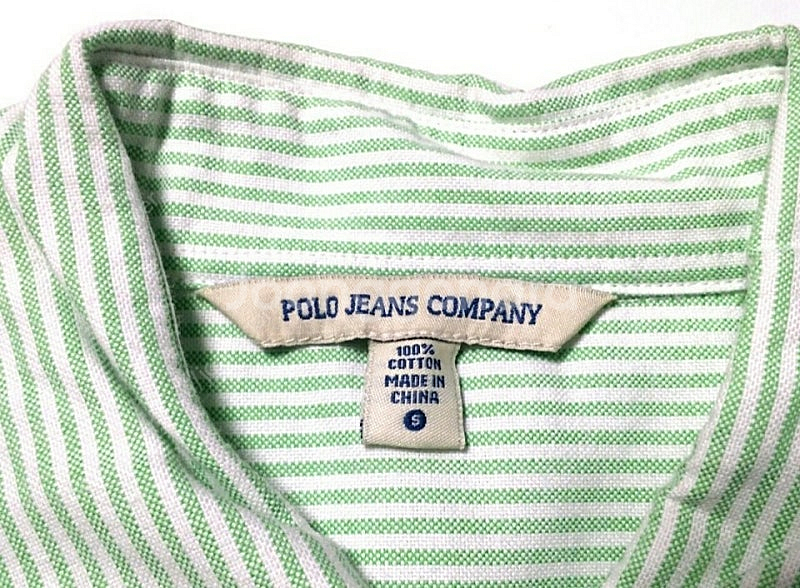 POLO JEANS COMPANY
100%
COTTON
MADE IN
CHINA
S